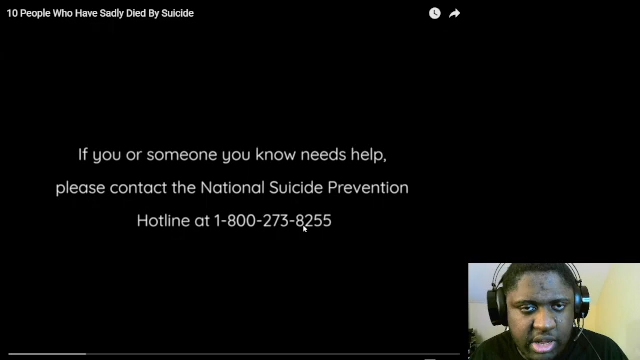 10 People Who Have Sadly Died By Suicide
If you or someone you know needs help,
please contact the National Suicide Prevention
Hotline at 1-800-273-8255